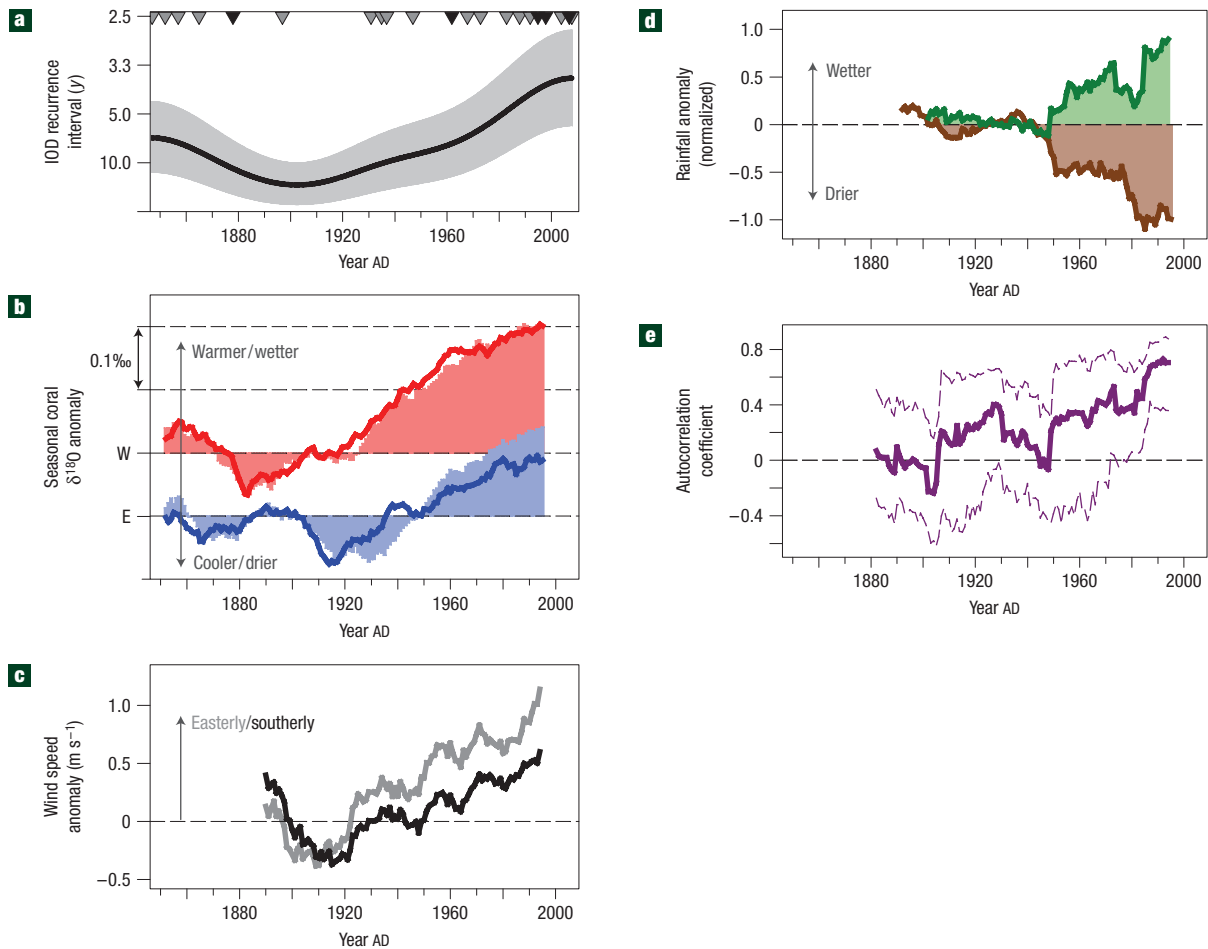 a
2.5
3.3
5.0
10.0
IOD recurrence
interval (y)
1880
1920
1960
2000
Year AD
b
0.1‰
Warmer/wetter
W
E
Cooler/drier
Seasonal coral
δ¹⁸O anomaly
1880
1920
1960
2000
Year AD
c
1.0
0.5
0
−0.5
Easterly/southerly
Wind speed
anomaly (m s⁻¹)
1880
1920
1960
2000
Year AD
d
1.0
0.5
0
−0.5
−1.0
Wetter
Drier
Rainfall anomaly
(normalized)
1880
1920
1960
2000
Year AD
e
0.8
0.4
0
−0.4
Autocorrelation
coefficient
1880
1920
1960
2000
Year AD